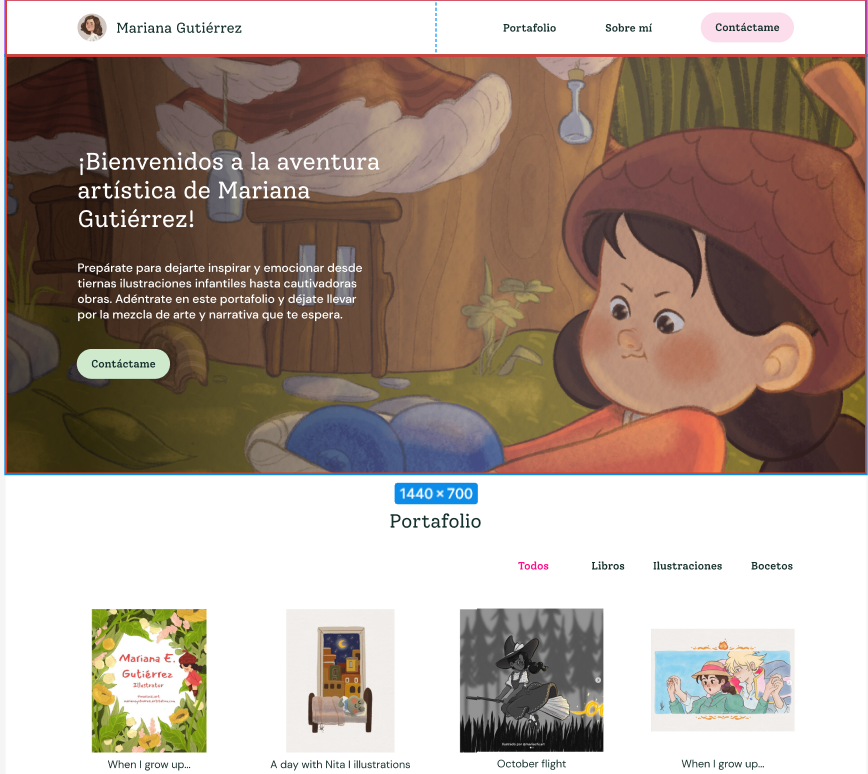 Mariana Gutiérrez
Portafolio
Sobre mí
Contáctame
¡Bienvenidos a la aventura
artística de Mariana
Gutiérrez!
Prepárate para dejarte inspirar y emocionar desde
tiernas ilustraciones infantiles hasta cautivadoras
obras. Adéntrate en este portafolio y déjate llevar
por la mezcla de arte y narrativa que te espera.
Contáctame
1440 × 700
Portafolio
Todos
Libros
Ilustraciones
Bocetos
Mariana E.
Gutiérrez
Illustrator
When I grow up...
A day with Nita I illustrations
October flight
When I grow up...